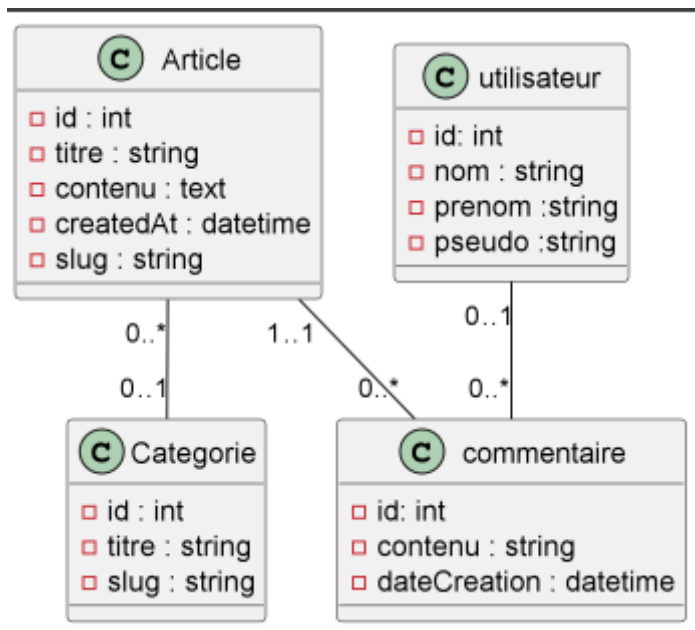 C Article
id : int
titre : string
contenu : text
createdAt : datetime
slug : string
C utilisateur
id: int
nom : string
prenom :string
pseudo :string
0..*
1..1
0..1
0..1
0..*
0..*
C Categorie
id : int
titre : string
slug : string
C commentaire
id: int
contenu : string
dateCreation : datetime